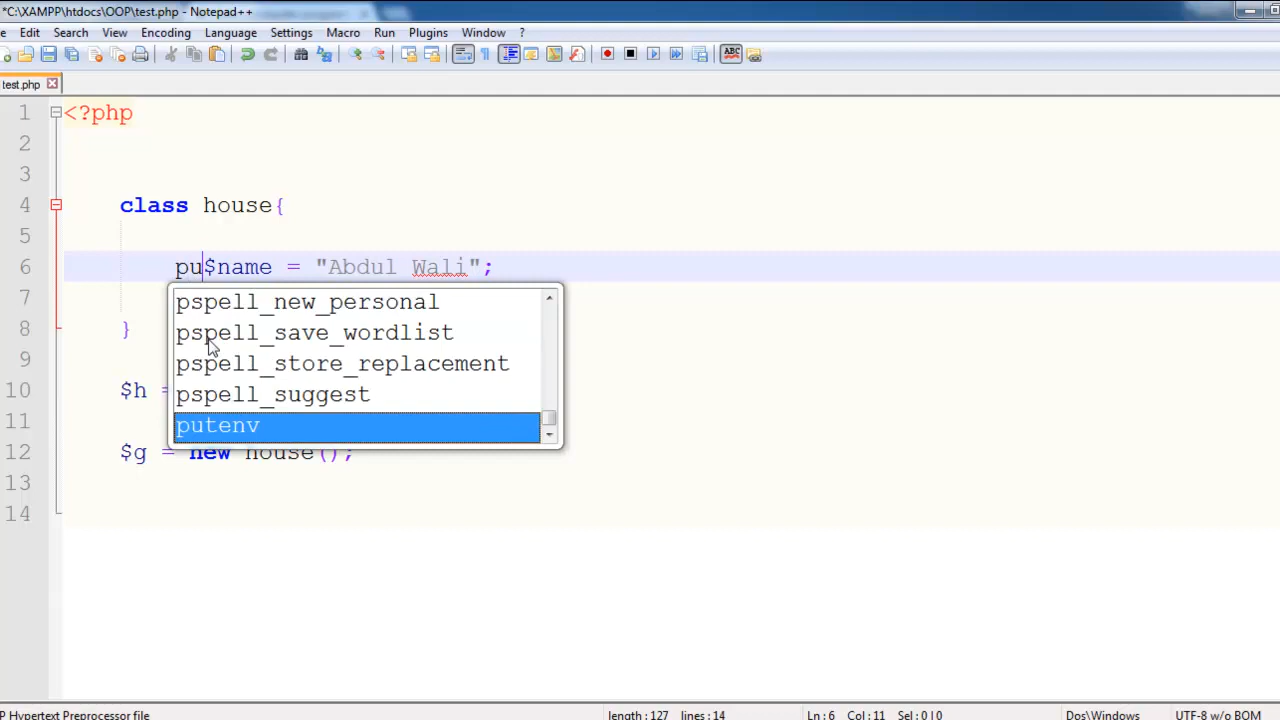 *C:\XAMPP\htdocs\OOP\test.php - Notepad++
e Edit Search View Encoding Language Settings Macro Run Plugins Window ?
ABC
test.php
1 <?php
2
3
4 class house{
5
6 pu$name = "Abdul Wali";
7
pspell_new_personal
8 }
pspell_save_wordlist
9
pspell_store_replacement
10 $h =
pspell_suggest
11
putenv
12 $g = new house();
13
14
P Hypertext Preprocessor file length : 127 lines : 14 Ln : 6 Col : 11 Sel : 0 | 0 Dos\Windows UTF-8 w/o BOM